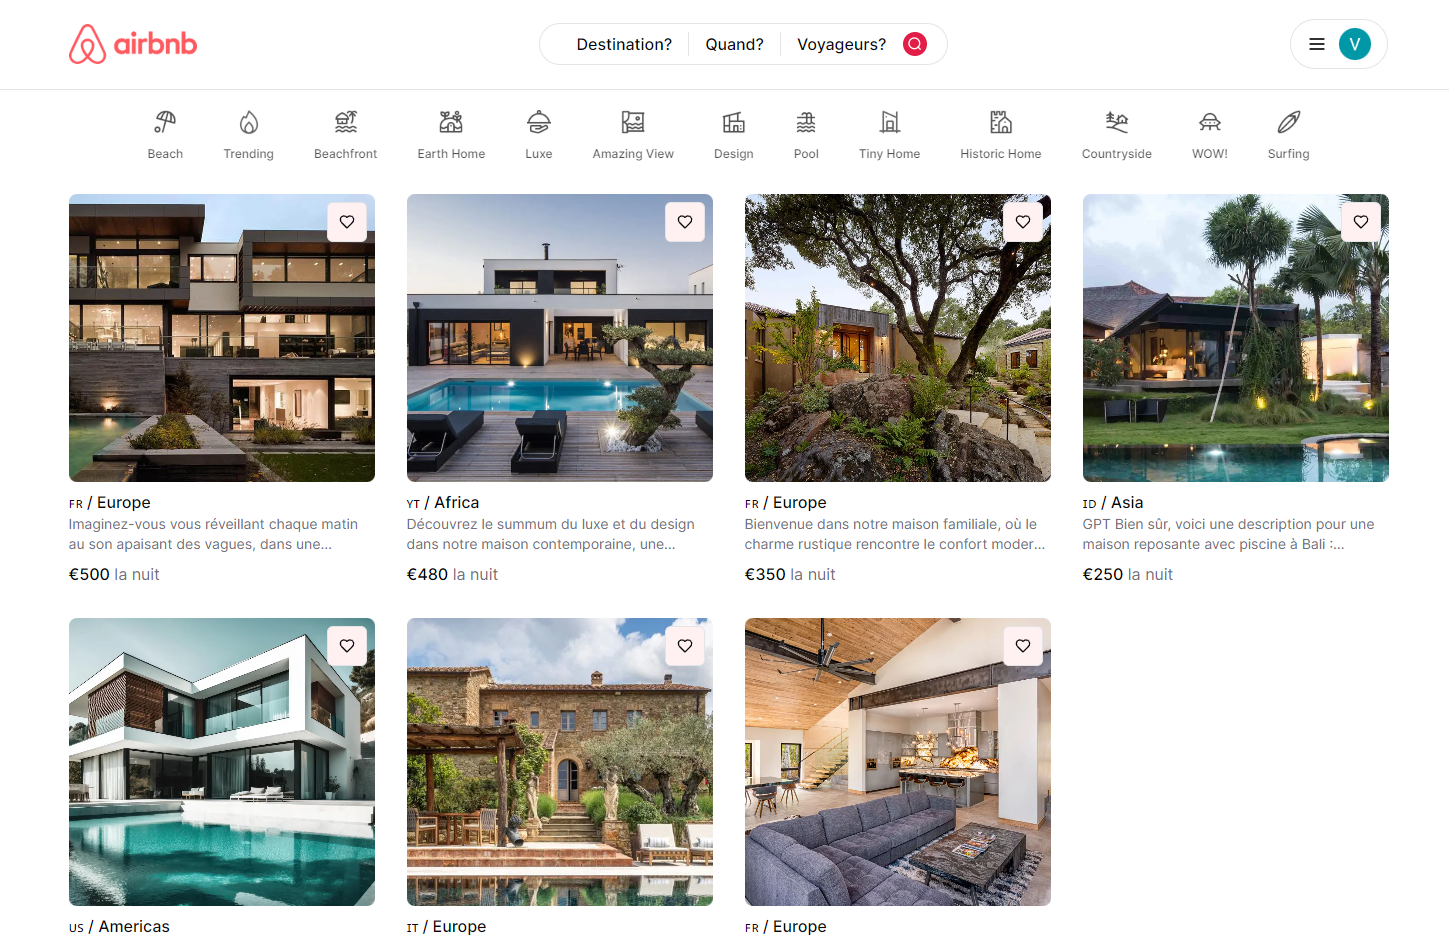 airbnb
Destination? Quand? Voyageurs?
V
Beach Trending Beachfront Earth Home Luxe Amazing View Design Pool Tiny Home Historic Home Countryside WOW! Surfing
FR / Europe
Imaginez-vous vous réveillant chaque matin
au son apaisant des vagues, dans une...
€500 la nuit
YT / Africa
Découvrez le summum du luxe et du design
dans notre maison contemporaine, une...
€480 la nuit
FR / Europe
Bienvenue dans notre maison familiale, où le
charme rustique rencontre le confort moder...
€350 la nuit
ID / Asia
GPT Bien sûr, voici une description pour une
maison reposante avec piscine à Bali :...
€250 la nuit
US / Americas
IT / Europe
FR / Europe